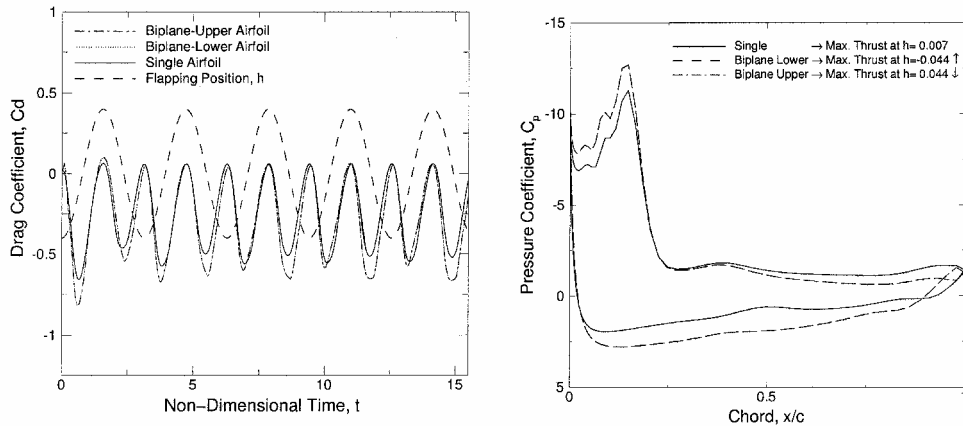 Biplane-Upper Airfoil
Biplane-Lower Airfoil
Single Airfoil
Flapping Position, h
1
0.5
0
-0.5
-1
Drag Coefficient, Cd
0 5 10 15
Non-Dimensional Time, t
Single → Max. Thrust at h= 0.007
Biplane Lower → Max. Thrust at h=-0.044 ↑
Biplane Upper → Max. Thrust at h= 0.044 ↓
-15
-10
-5
0
5
Pressure Coefficient, Cp
0 0.5 1
Chord, x/c